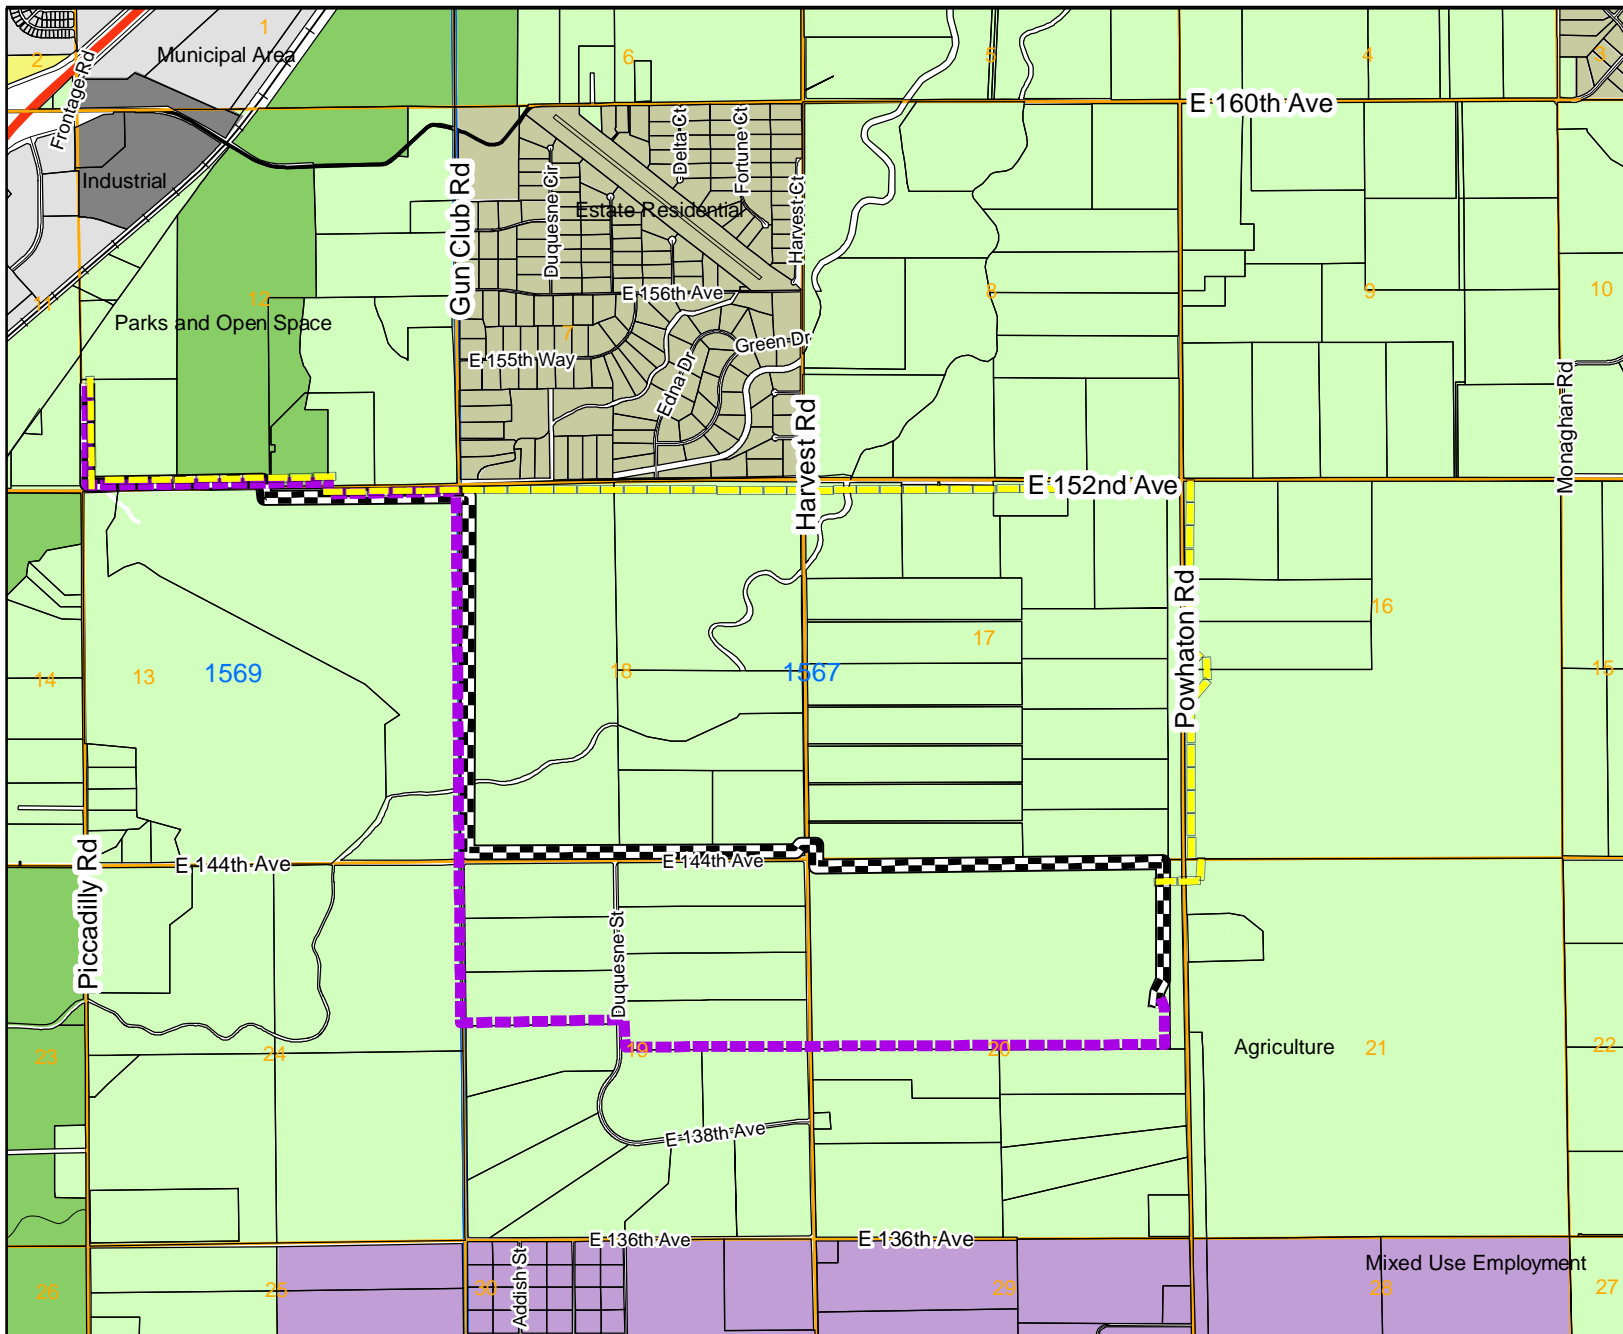 1
2
Municipal Area
6
5
4
3
Frontage Rd
E 160th Ave
Delta Ct
Fortune Ct
Industrial
Gun Club Rd
Duquesne Cir
Estate Residential
Harvest Ct
11
12
E 156th Ave
8
9
10
Parks and Open Space
7
E 155th Way
Edna Dr
Green Dr
Monaghan Rd
Harvest Rd
E 152nd Ave
16
17
Powhaton Rd
14
13
1569
18
1567
15
Piccadilly Rd
E 144th Ave
E 144th Ave
Duquesne St
23
24
19
20
Agriculture
21
22
E 138th Ave
E 136th Ave
E 136th Ave
Mixed Use Employment
26
25
30
Addish St
29
28
27